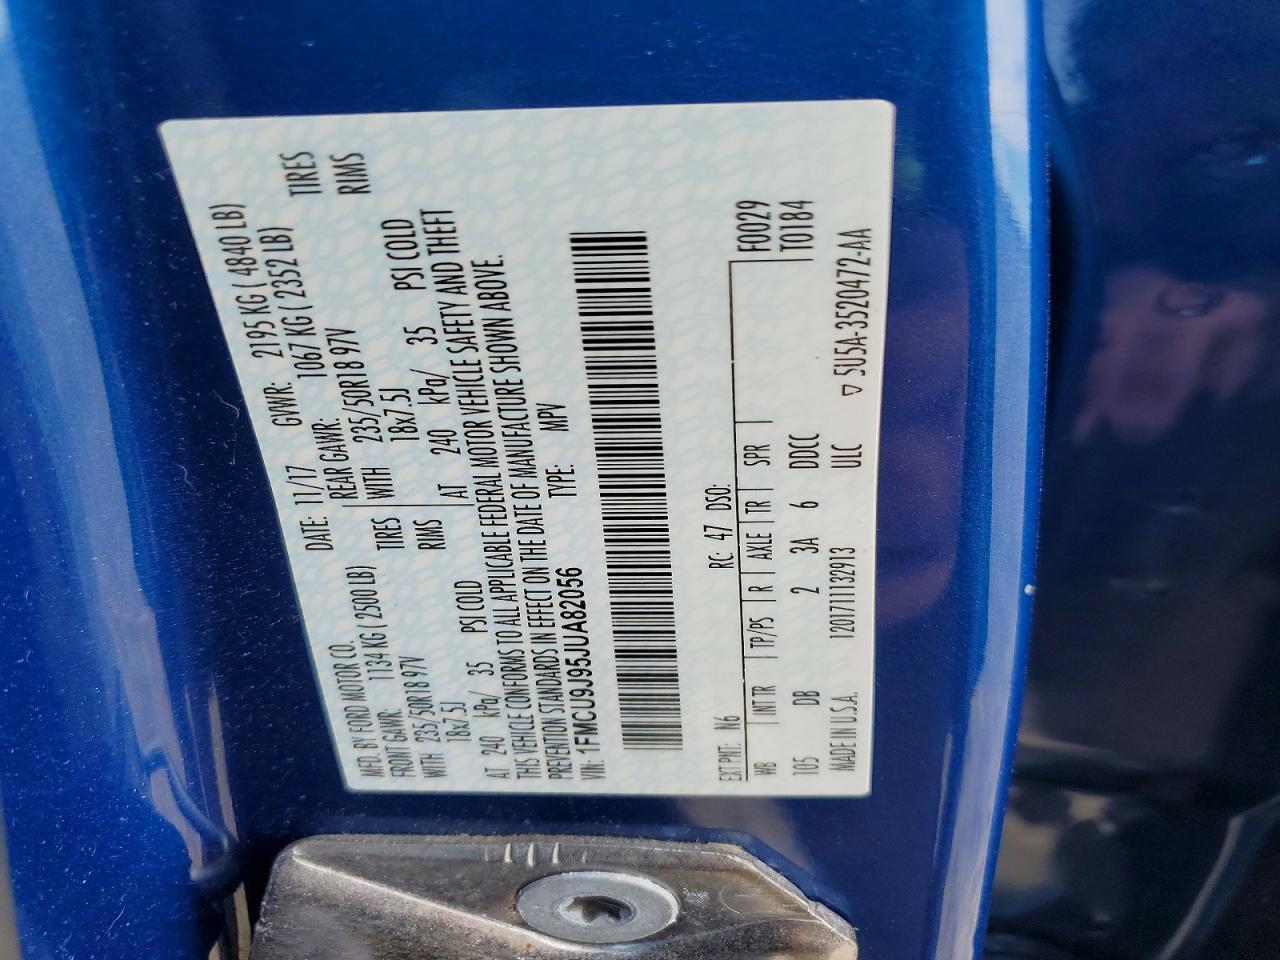 MFD. BY FORD MOTOR CO. DATE: 11/17 GVWR: 2195 KG ( 4840 LB)
FRONT GAWR: 1134 KG ( 2500 LB) REAR GAWR: 1067 KG ( 2352 LB)
WITH 235/50R18 97V TIRES WITH 235/50R18 97V TIRES
18x7.5J RIMS 18x7.5J RIMS
AT 240 kPa/ 35 PSI COLD AT 240 kPa/ 35 PSI COLD
THIS VEHICLE CONFORMS TO ALL APPLICABLE FEDERAL MOTOR VEHICLE SAFETY AND THEFT
PREVENTION STANDARDS IN EFFECT ON THE DATE OF MANUFACTURE SHOWN ABOVE.
VIN: 1FMCU9J95JUA82056 TYPE: MPV
EXT PNT: N6 RC: 47 DSO: F0029
WB INT TR TP/PS R AXLE TR SPR T0184
105 DB 2 3A 6 DDCC
MADE IN U.S.A. 120171132913 ULC ▽ 5U5A-3520472-AA